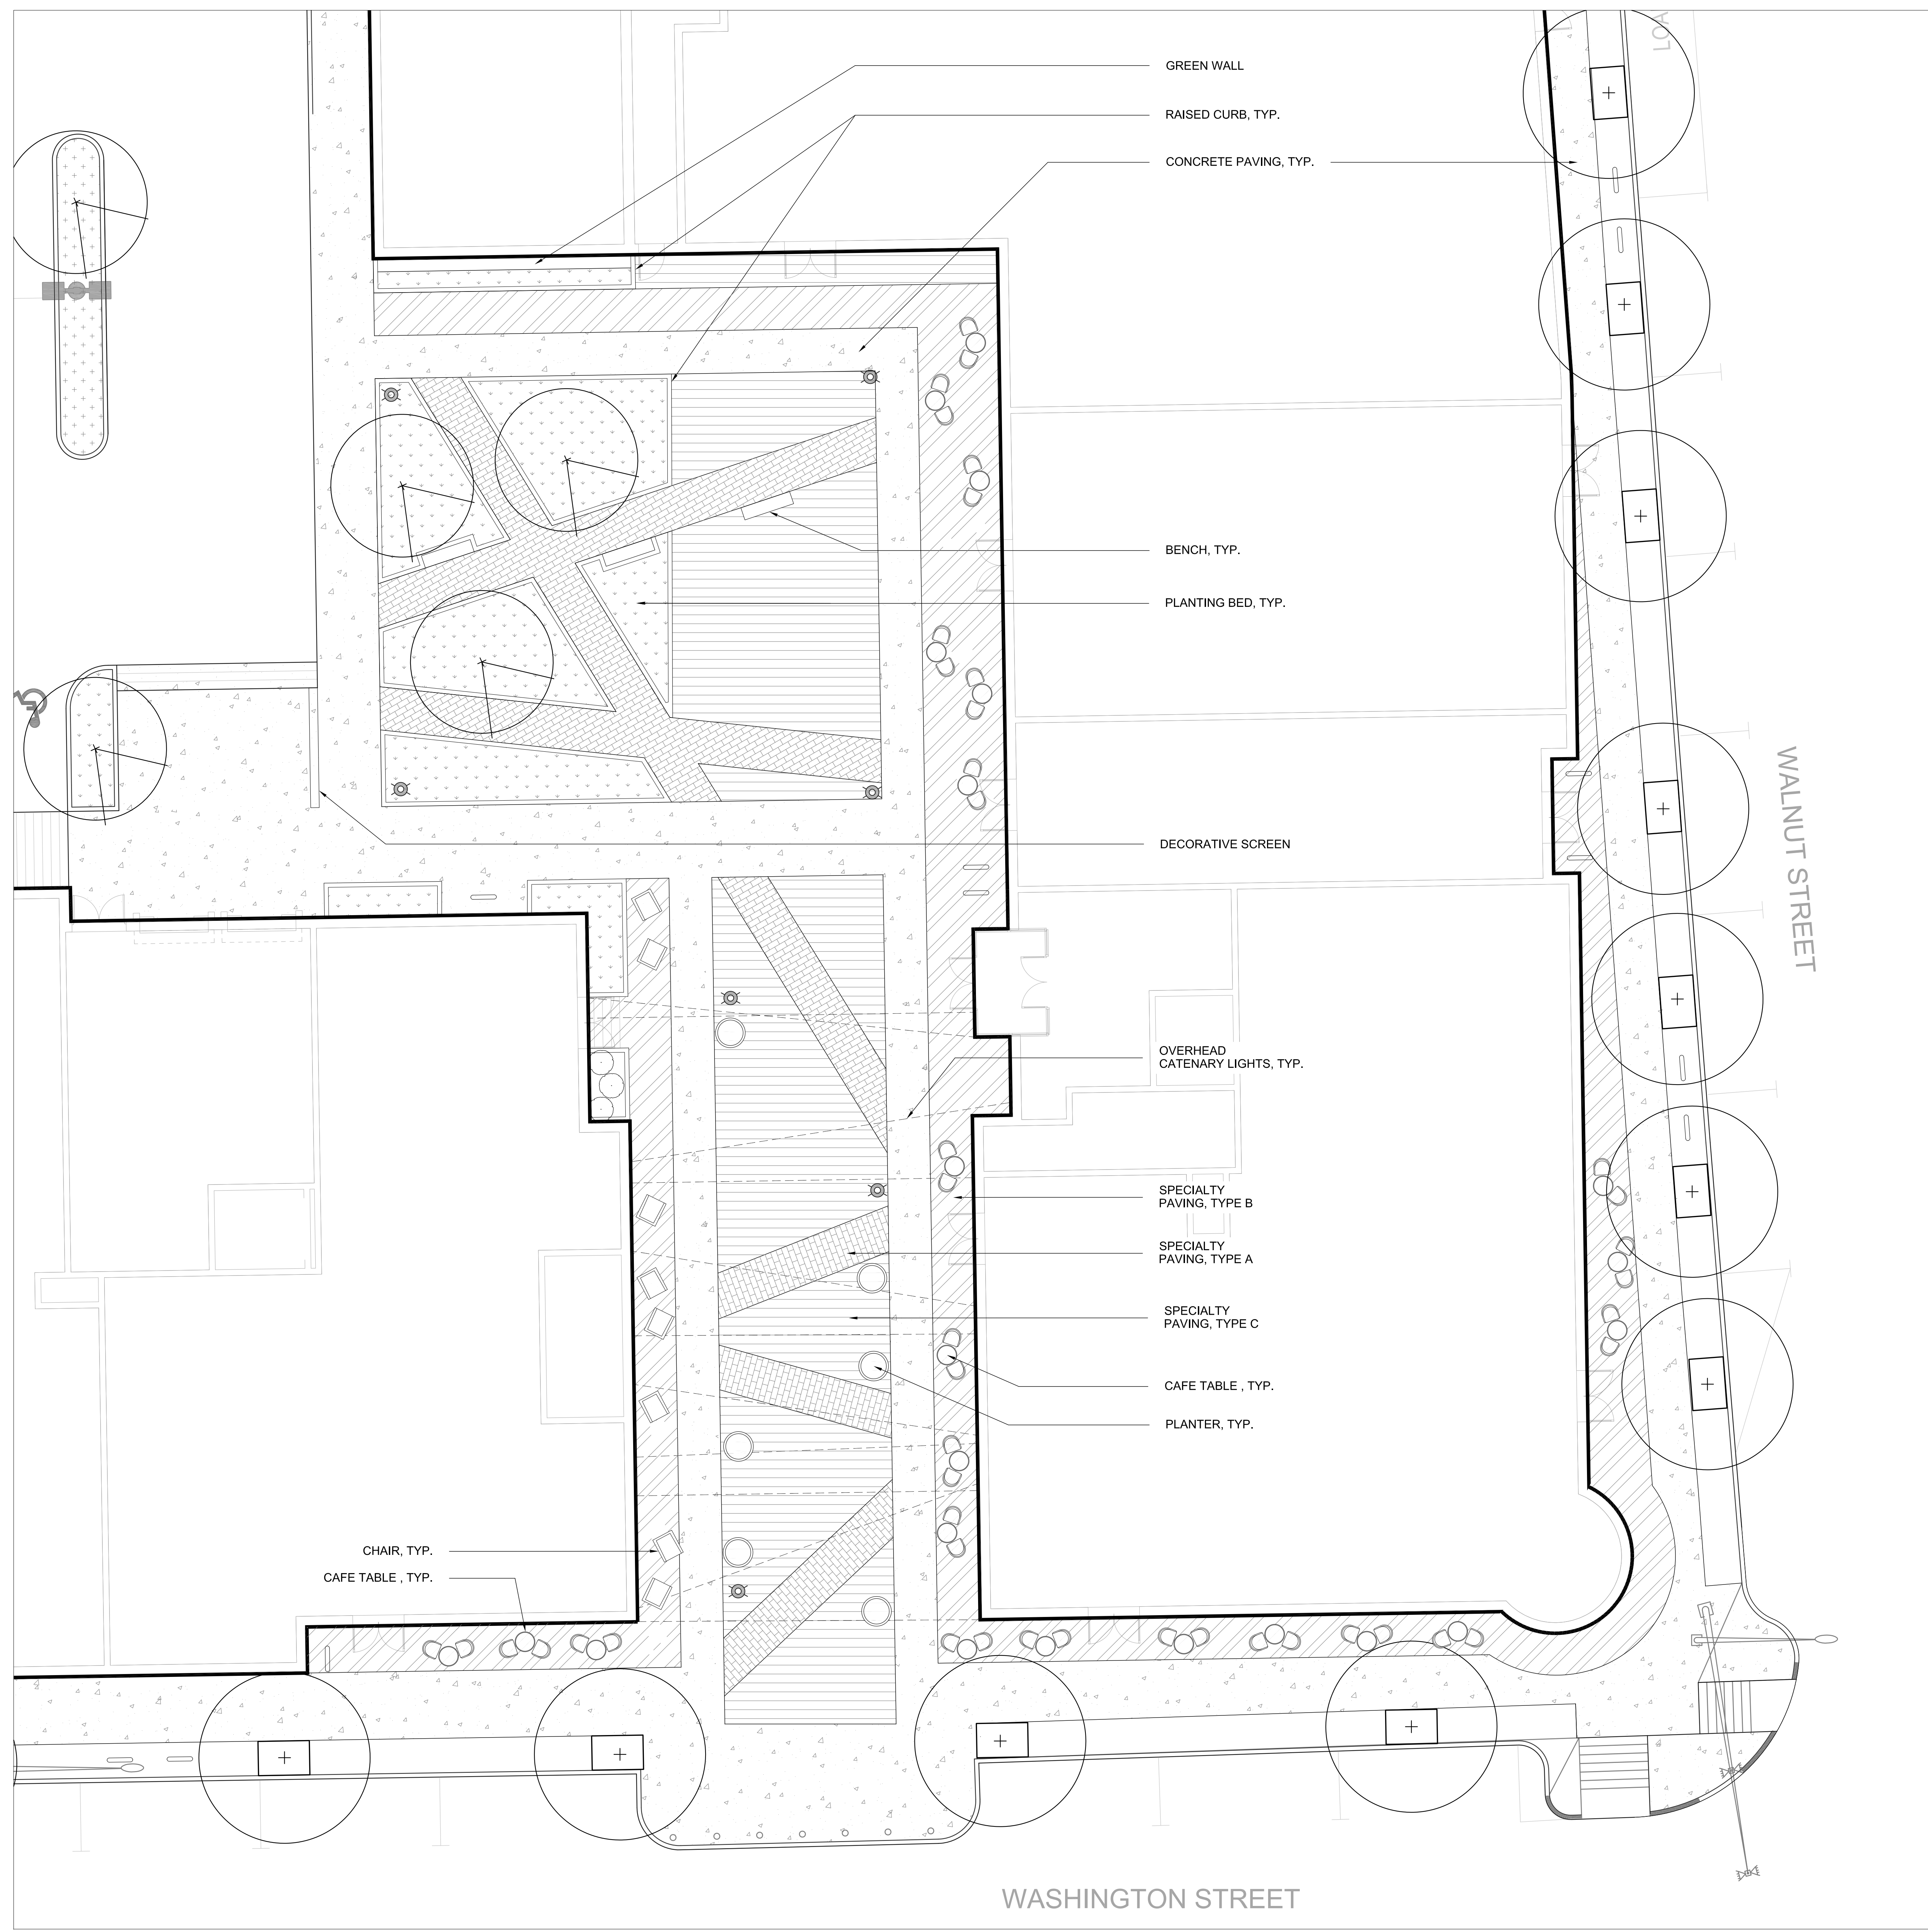 GREEN WALL
RAISED CURB, TYP.
CONCRETE PAVING, TYP.
BENCH, TYP.
PLANTING BED, TYP.
DECORATIVE SCREEN
WALNUT STREET
OVERHEAD
CATENARY LIGHTS, TYP.
SPECIALTY
PAVING, TYPE B
SPECIALTY
PAVING, TYPE A
SPECIALTY
PAVING, TYPE C
CAFE TABLE , TYP.
PLANTER, TYP.
CHAIR, TYP.
CAFE TABLE , TYP.
WASHINGTON STREET